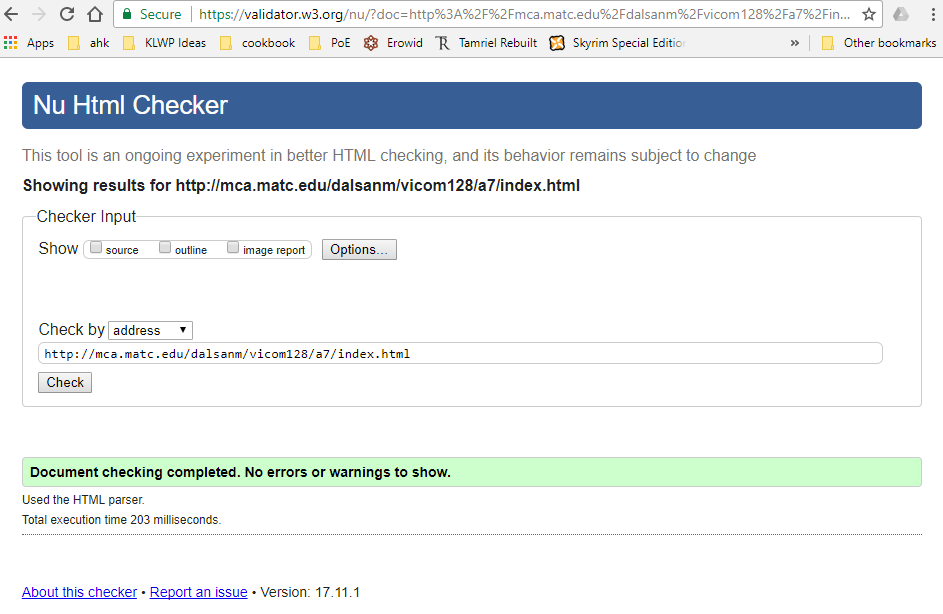 Secure https://validator.w3.org/nu/?doc=http%3A%2F%2Fmca.matc.edu%2Fdalsanm%2Fvicom128%2Fa7%2Fin...
Apps ahk KLWP Ideas cookbook PoE Erowid Tamriel Rebuilt Skyrim Special Edition » Other bookmarks
Nu Html Checker
This tool is an ongoing experiment in better HTML checking, and its behavior remains subject to change
Showing results for http://mca.matc.edu/dalsanm/vicom128/a7/index.html
Checker Input
Show source outline image report Options...
Check by address
http://mca.matc.edu/dalsanm/vicom128/a7/index.html
Check
Document checking completed. No errors or warnings to show.
Used the HTML parser.
Total execution time 203 milliseconds.
About this checker • Report an issue • Version: 17.11.1